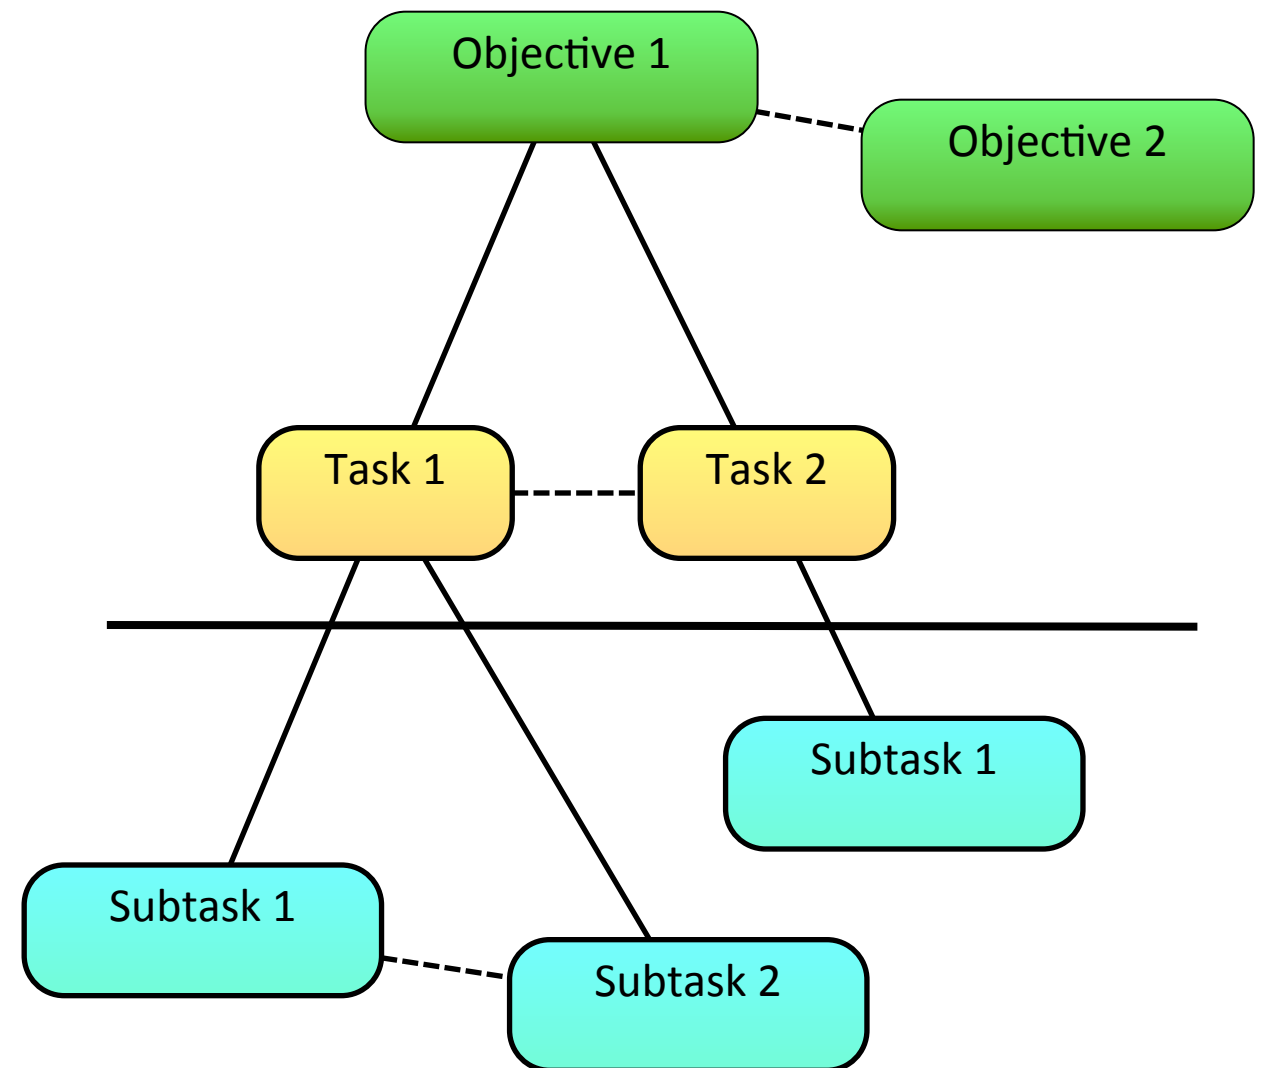 Objective 1
Objective 2
Task 1
Task 2
Subtask 1
Subtask 1
Subtask 2